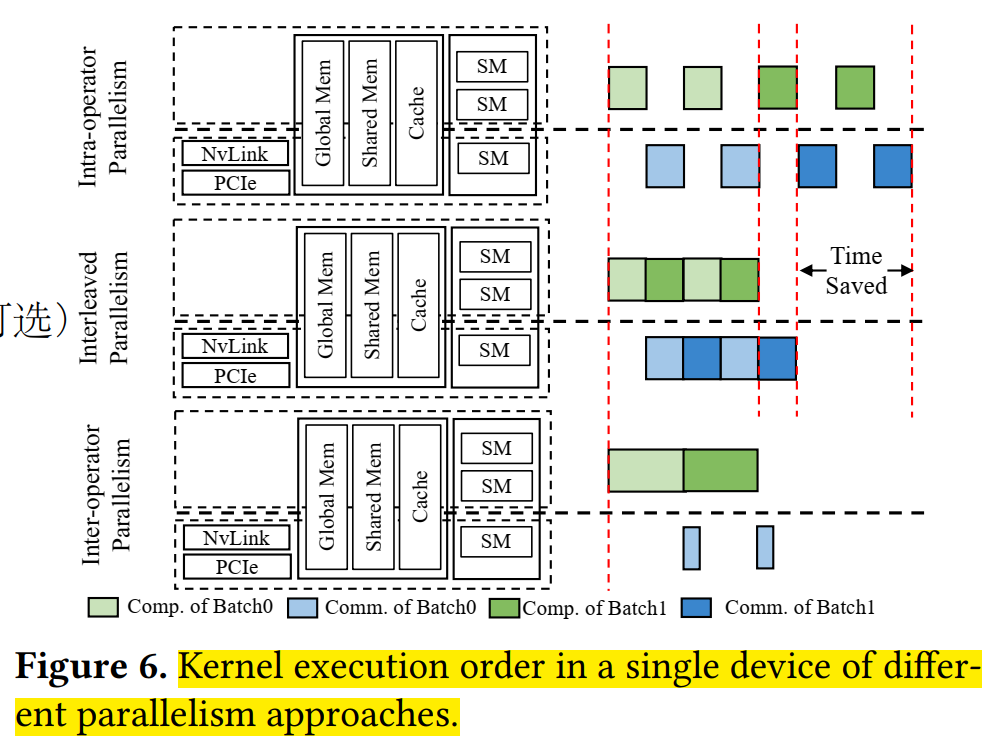 Intra-operator
Parallelism
NvLink
PCIe
Global Mem
Shared Mem
Cache
SM
SM
SM
Interleaved
Parallelism
NvLink
PCIe
Global Mem
Shared Mem
Cache
SM
SM
SM
Time
Saved
选）
Inter-operator
Parallelism
NvLink
PCIe
Global Mem
Shared Mem
Cache
SM
SM
SM
Comp. of Batch0 Comm. of Batch0 Comp. of Batch1 Comm. of Batch1
Figure 6. Kernel execution order in a single device of differ-
ent parallelism approaches.